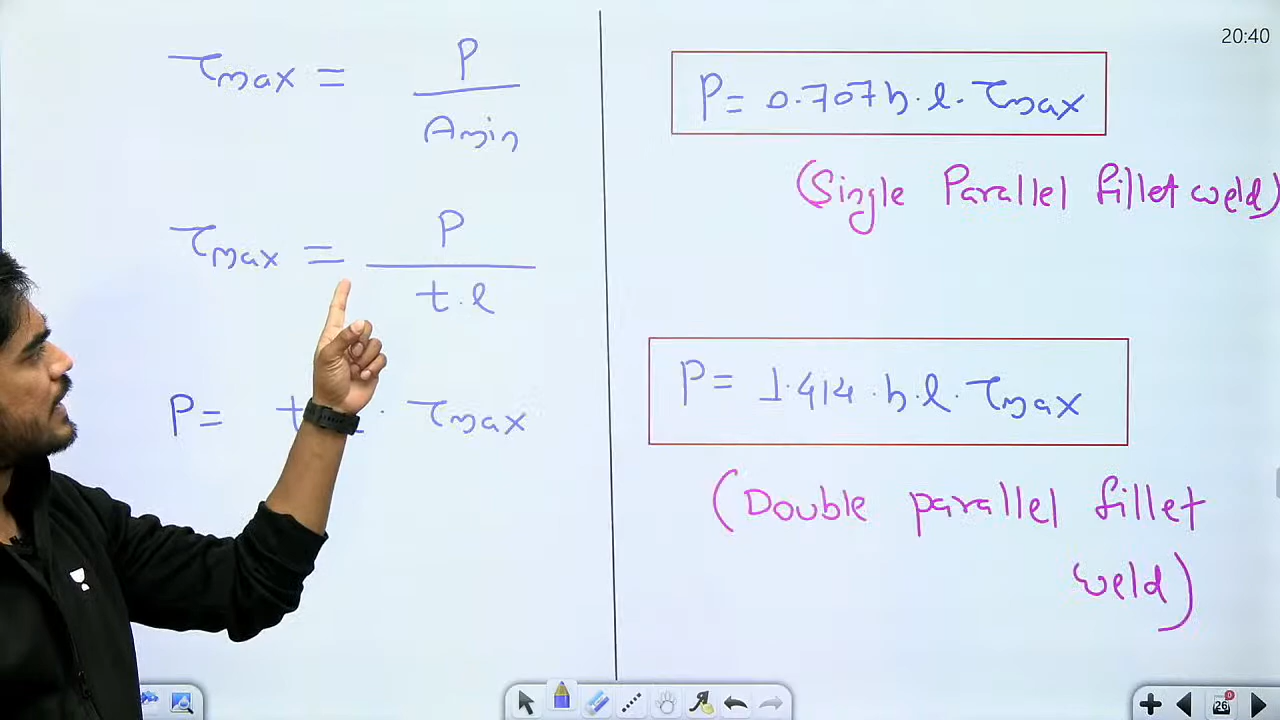 τmax = P / Amin
τmax = P / t.l
P = t . τmax
20:40
P = 0.707 h.l. τmax
(Single Parallel fillet weld)
P = 1.414 . h.l. τmax
(Double parallel fillet
weld)
26